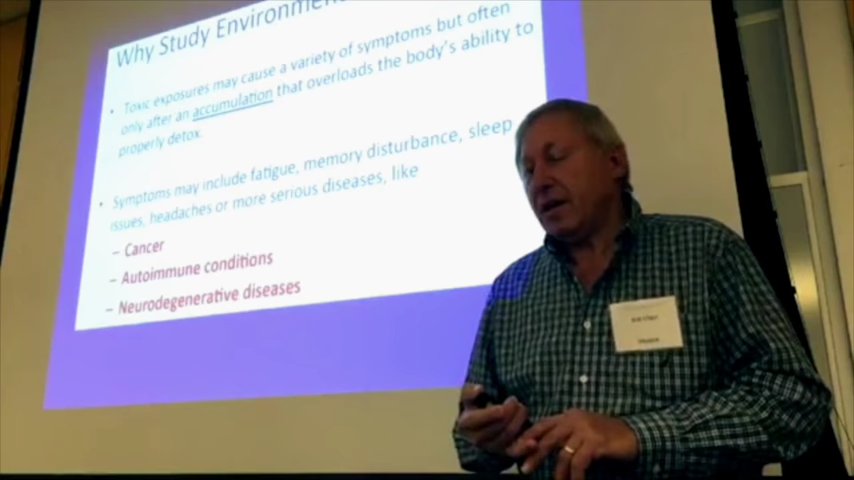 Why Study Environmen
• Toxic exposures may cause a variety of symptoms but often
only after an accumulation that overloads the body's ability to
properly detox.
• Symptoms may include fatigue, memory disturbance, sleep
issues, headaches or more serious diseases, like
– Cancer
– Autoimmune conditions
– Neurodegenerative diseases